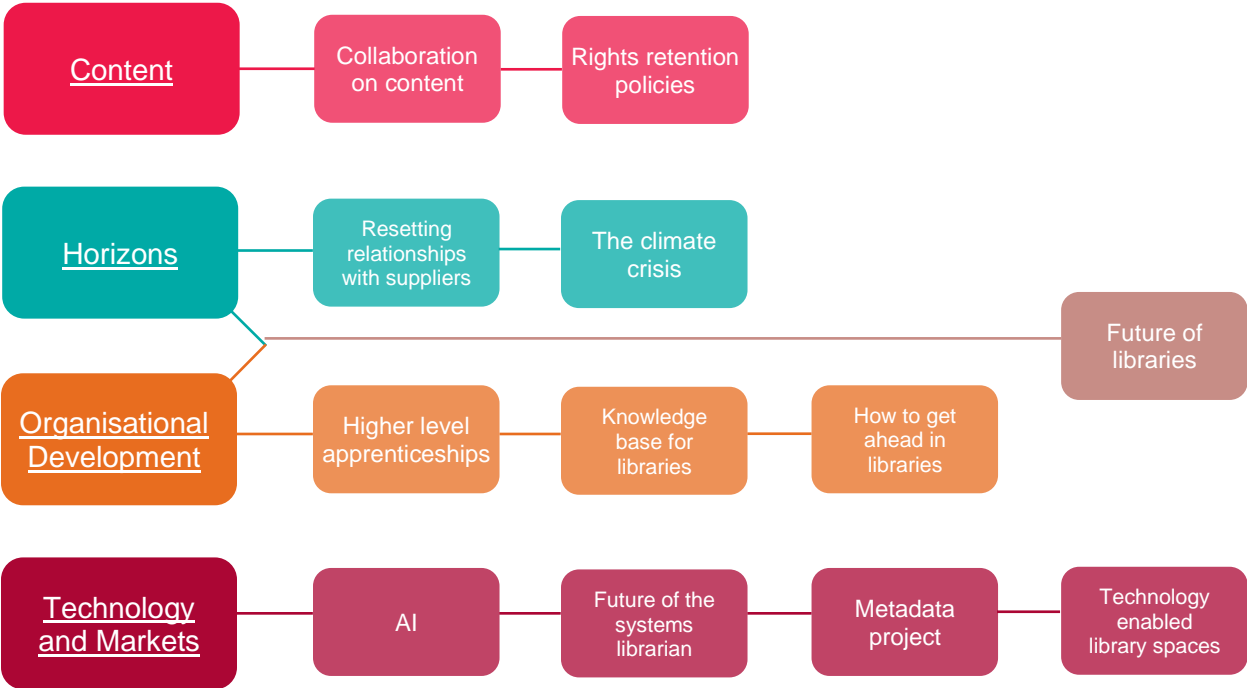 Content
Collaboration
on content
Rights retention
policies
Horizons
Resetting
relationships
with suppliers
The climate
crisis
Future of
libraries
Organisational
Development
Higher level
apprenticeships
Knowledge
base for
libraries
How to get
ahead in
libraries
Technology
and Markets
AI
Future of the
systems
librarian
Metadata
project
Technology
enabled
library spaces